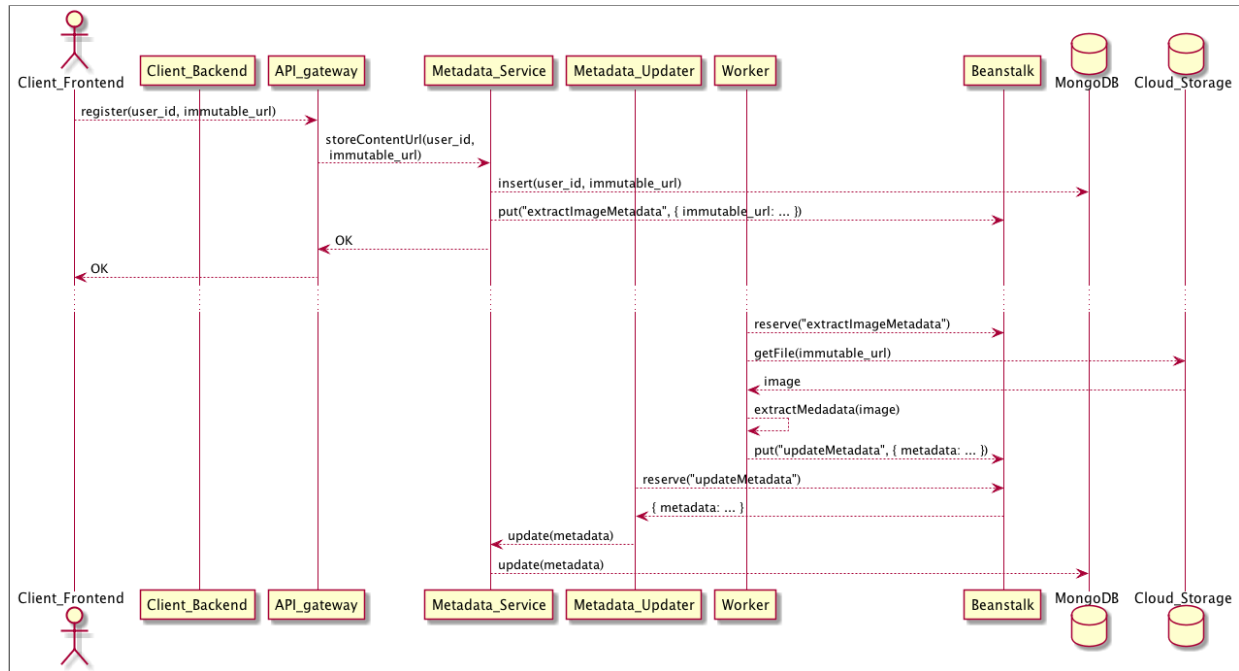 Client_Frontend
Client_Backend
API_gateway
Metadata_Service
Metadata_Updater
Worker
Beanstalk
MongoDB
Cloud_Storage
register(user_id, immutable_url)
storeContentUrl(user_id,
immutable_url)
insert(user_id, immutable_url)
put("extractImageMetadata", { immutable_url: ... })
OK
OK
reserve("extractImageMetadata")
getFile(immutable_url)
image
extractMedadata(image)
put("updateMetadata", { metadata: ... })
reserve("updateMetadata")
{ metadata: ... }
update(metadata)
update(metadata)
Client_Frontend
Client_Backend
API_gateway
Metadata_Service
Metadata_Updater
Worker
Beanstalk
MongoDB
Cloud_Storage